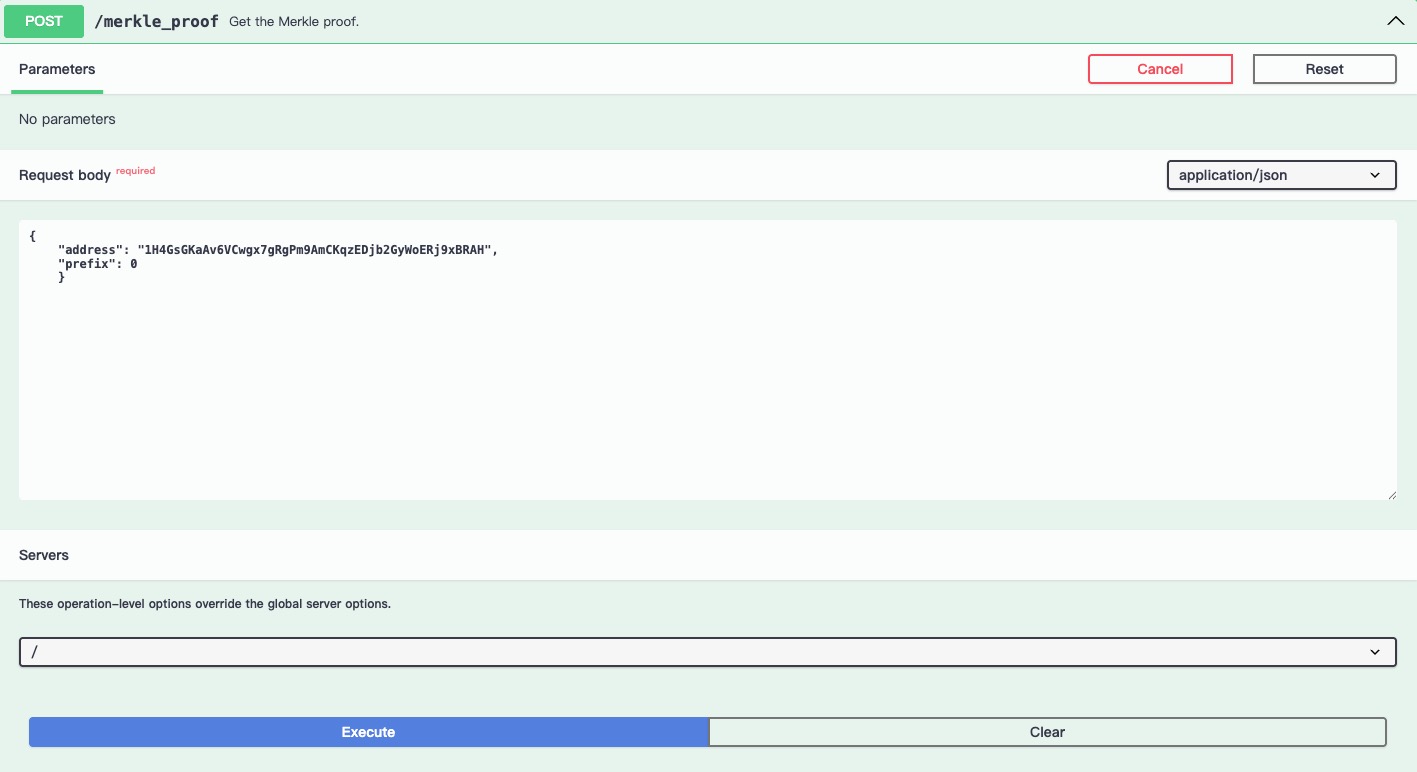 POST /merkle_proof Get the Merkle proof.
Parameters Cancel Reset
No parameters
Request body required application/json
{
"address": "1H4GsGKaAv6VCwgx7gRgPm9AmCKqzEDjb2GyWoERj9xBRAH",
"prefix": 0
}
Servers
These operation-level options override the global server options.
/
Execute Clear